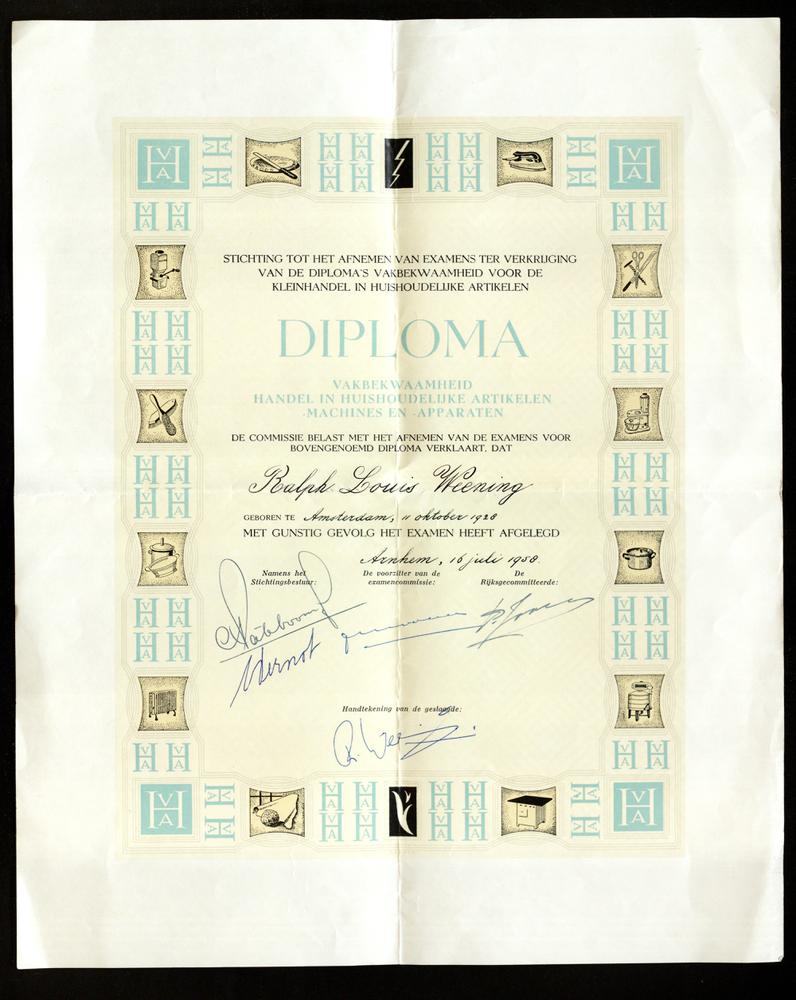 STICHTING TOT HET AFNEMEN VAN EXAMENS TER VERKRIJGING
VAN DE DIPLOMA'S VAKBEKWAAMHEID VOOR DE
KLEINHANDEL IN HUISHOUDELIJKE ARTIKELEN
DIPLOMA
VAKBEKWAAMHEID
HANDEL IN HUISHOUDELIJKE ARTIKELEN
-MACHINES EN -APPARATEN
DE COMMISSIE BELAST MET HET AFNEMEN VAN DE EXAMENS VOOR
BOVENGENOEMD DIPLOMA VERKLAART, DAT
Ralph Louis Weening
GEBOREN TE Amsterdam, 11 oktober 1928
MET GUNSTIG GEVOLG HET EXAMEN HEEFT AFGELEGD
Arnhem, 16 juli 1958
Namens het Stichtingsbestuur:
De voorzitter van de examencommissie:
De Rijksgecommitteerde:
Handtekening van de geslaagde:
R. Weening